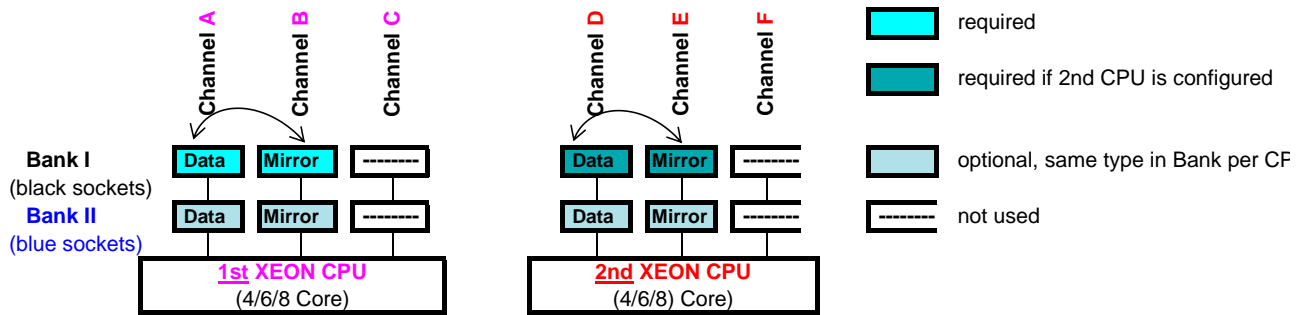 Channel A
Channel B
Channel C
Channel D
Channel E
Channel F
required
required if 2nd CPU is configured
Bank I Data Mirror -------- Data Mirror -------- optional, same type in Bank per CP
(black sockets)
Bank II Data Mirror -------- Data Mirror -------- -------- not used
(blue sockets)
1st XEON CPU 2nd XEON CPU
(4/6/8 Core) (4/6/8) Core)